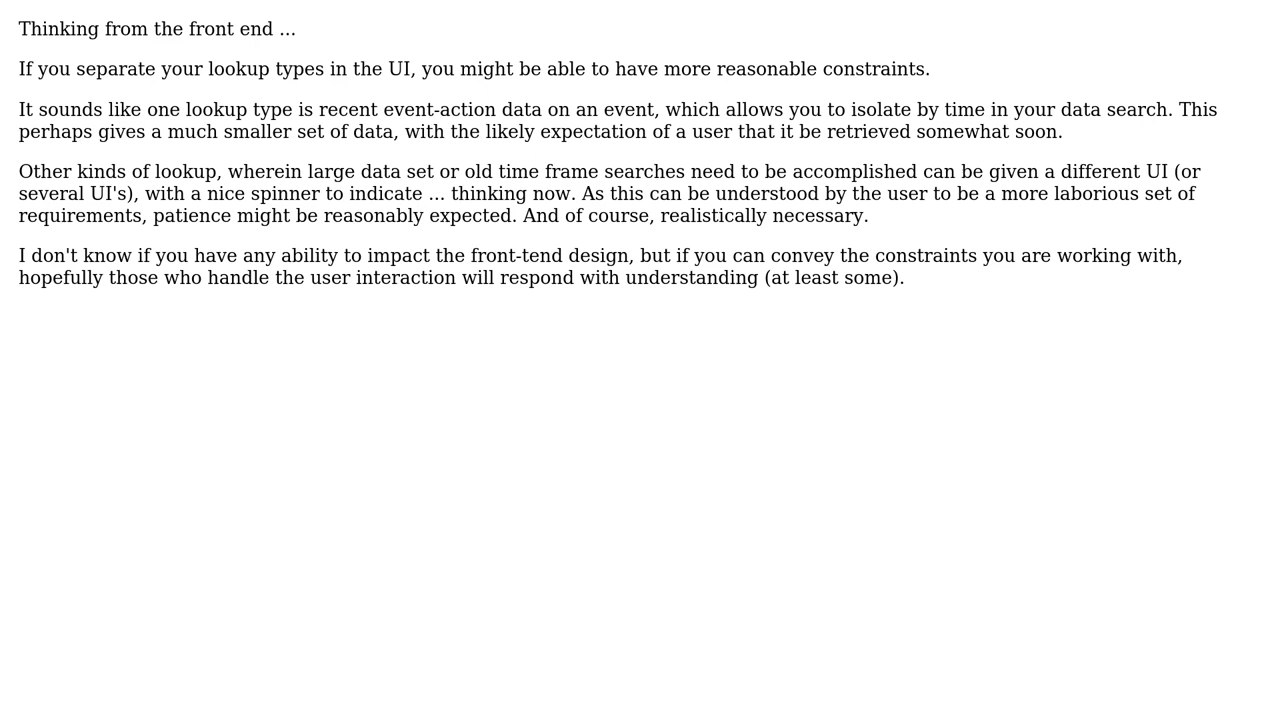 Thinking from the front end ...
If you separate your lookup types in the UI, you might be able to have more reasonable constraints.
It sounds like one lookup type is recent event-action data on an event, which allows you to isolate by time in your data search. This
perhaps gives a much smaller set of data, with the likely expectation of a user that it be retrieved somewhat soon.
Other kinds of lookup, wherein large data set or old time frame searches need to be accomplished can be given a different UI (or
several UI's), with a nice spinner to indicate ... thinking now. As this can be understood by the user to be a more laborious set of
requirements, patience might be reasonably expected. And of course, realistically necessary.
I don't know if you have any ability to impact the front-tend design, but if you can convey the constraints you are working with,
hopefully those who handle the user interaction will respond with understanding (at least some).